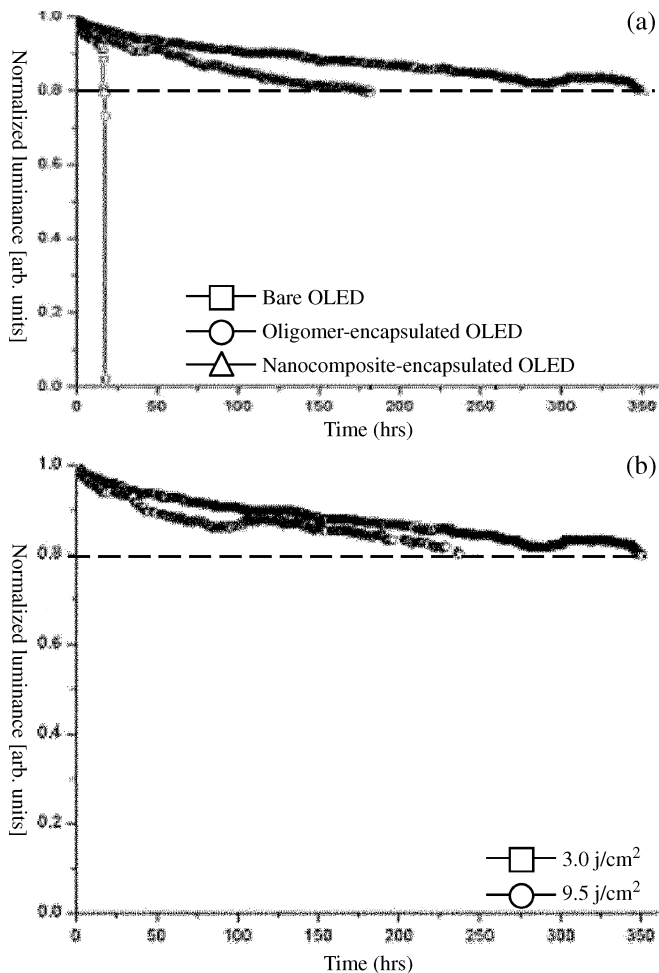 (a)
Normalized luminance [arb. units]
1.0
0.8
0.6
0.4
0.2
0.0
Bare OLED
Oligomer-encapsulated OLED
Nanocomposite-encapsulated OLED
0 50 100 150 200 250 300 350
Time (hrs)
(b)
Normalized luminance [arb. units]
1.0
0.8
0.6
0.4
0.2
0.0
3.0 j/cm²
9.5 j/cm²
0 50 100 150 200 250 300 350
Time (hrs)